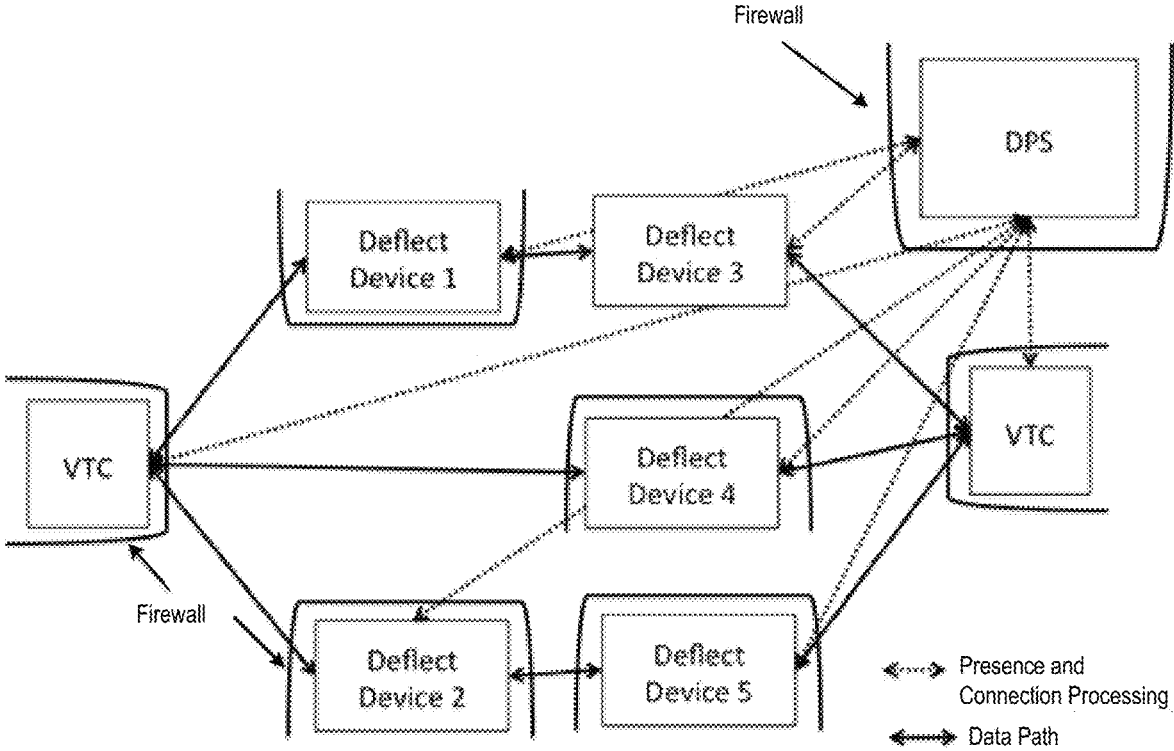 Firewall
DPS
Deflect
Device 1
Deflect
Device 3
VTC
Deflect
Device 4
VTC
Firewall
Deflect
Device 2
Deflect
Device 5
Presence and
Connection Processing
Data Path